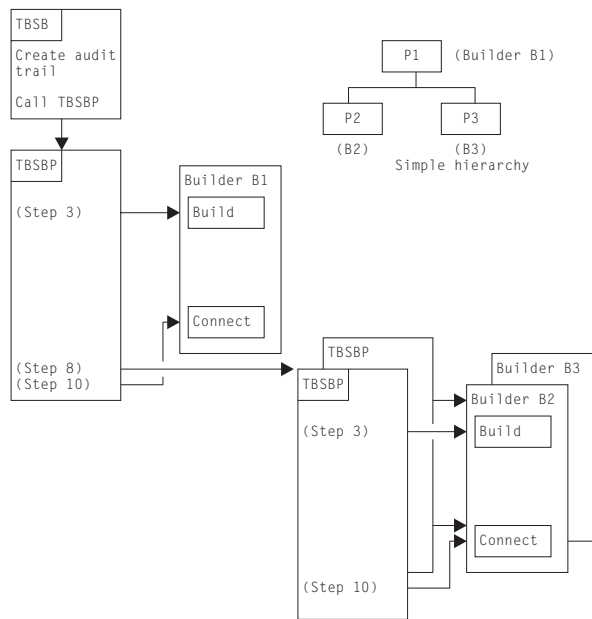 TBSB
Create audit
trail
Call TBSBP
P1
(Builder B1)
P2
P3
(B2)
(B3)
Simple hierarchy
TBSBP
(Step 3)
Builder B1
Build
Connect
(Step 8)
(Step 10)
TBSBP
TBSBP
(Step 3)
(Step 10)
Builder B3
Builder B2
Build
Connect